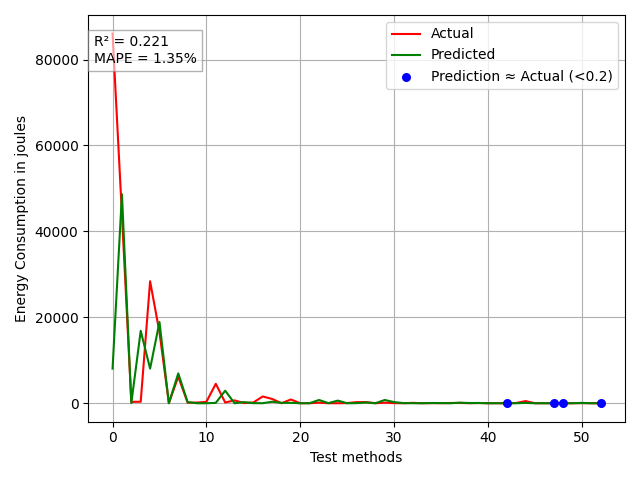 R² = 0.221
MAPE = 1.35%
Actual
Predicted
Prediction ≈ Actual (<0.2)
80000
60000
40000
20000
0
Energy Consumption in joules
0 10 20 30 40 50
Test methods